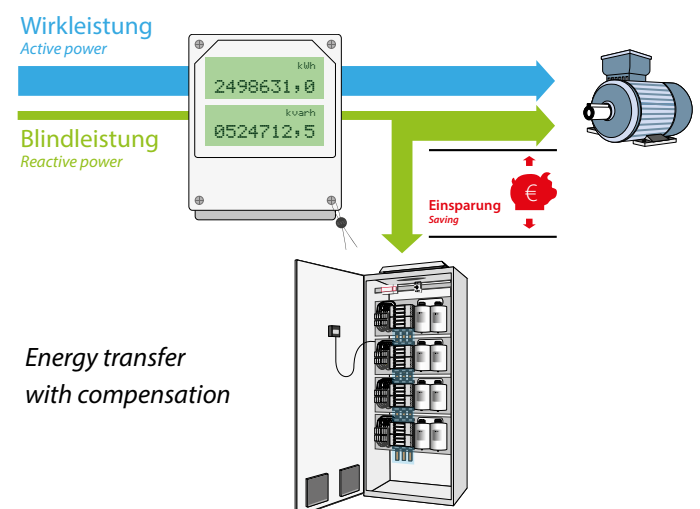 Wirkleistung
Active power
kWh
2498631,0
kvarh
0524712,5
Blindleistung
Reactive power
€
Einsparung
Saving
Energy transfer
with compensation